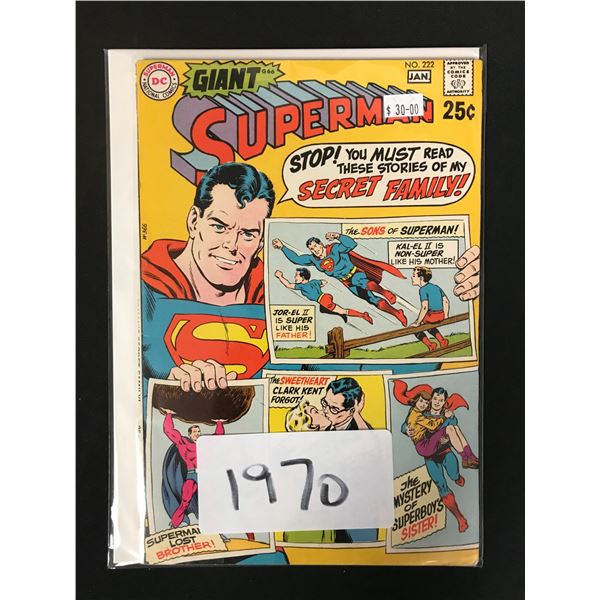 SUPERMAN
DC
NATIONAL COMICS
GIANT G66
NO. 222
JAN.
APPROVED
BY THE
COMICS
CODE
AUTHORITY
SUPERMAN
$ 30-00
25¢
STOP! YOU MUST READ
THESE STORIES OF MY
SECRET FAMILY!
THE SONS OF SUPERMAN!
KAL-EL II IS
NON-SUPER
LIKE HIS MOTHER!
JOR-EL II
IS SUPER
LIKE HIS
FATHER!
THE SWEETHEART
CLARK KENT
FORGOT!
1970
SUPERMAN'S
LOST
BROTHER!
The
MYSTERY
OF
SUPERBOY'S
SISTER!